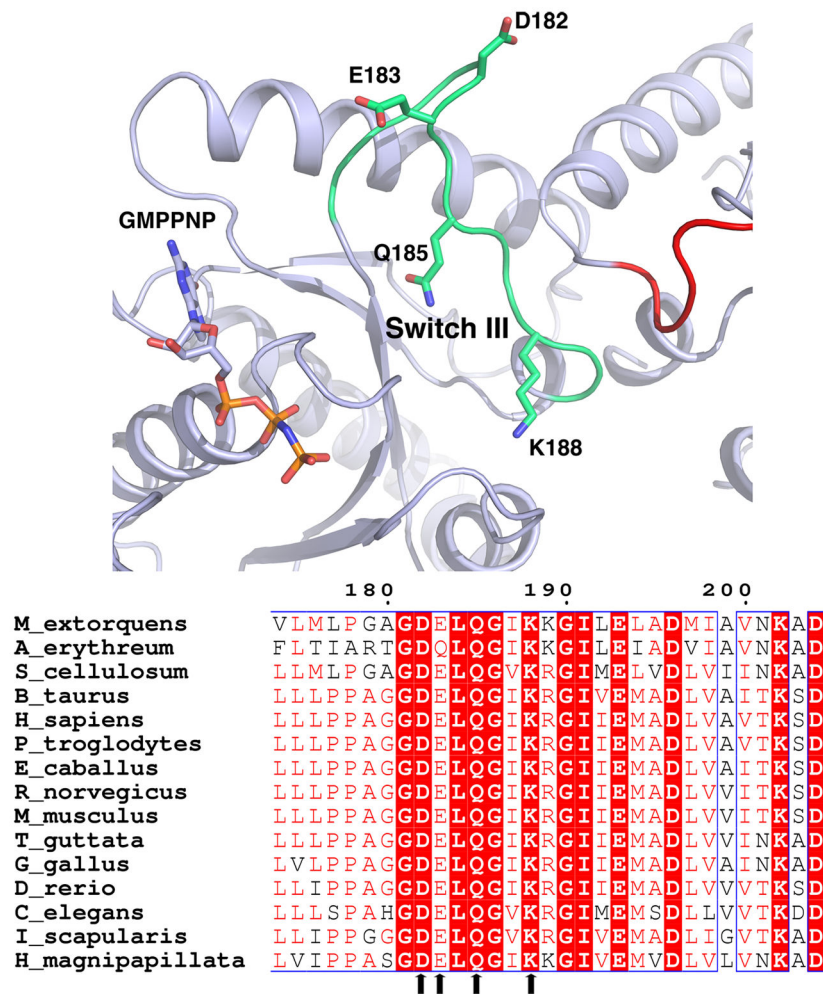 D182
E183
GMPPNP
Q185
Switch III
K188
180 190 200
M_extorquens VLMLPGAGDELQGIKKGILELADMIAVNKAD
A_erythreum FLTIARTGDQLQGIKKGILEIADVIAVNKAD
S_cellulosum LLMLPGAGDELQGVKRGIMELVDLVIINKAD
B_taurus LLLPPAGGDELQGIKRGIVEMADLVAITKSD
H_sapiens LLLPPAGGDELQGIKRGIIEMADLVAVTKSD
P_troglodytes LLLPPAGGDELQGIKRGIIEMADLVAVTKSD
E_caballus LLLPPAGGDELQGIKRGIIEMADLVAITKSD
R_norvegicus LLLPPAGGDELQGIKRGIIEMADLVAITKSD
M_musculus LLLPPAGGDELQGIKRGIIEMADLVVITKSD
T_guttata LLLPPAGGDELQGIKRGIIEMADLVVINKAD
G_gallus LVLPPAGGDELQGIKRGIIEMADLVAINKAD
D_rerio LLIPPAGGDELQGIKRGIIEMADLVVVTKSD
C_elegans LLLSPAHGDELQGVKRGIMEMSDLLVVTKDD
I_scapularis LLIPPGGGDELQGVKRGIVEMADLIGVTKAD
H_magnipapillata LVIPPASGDELQGIKKGIVEMVDLVLVNKAD